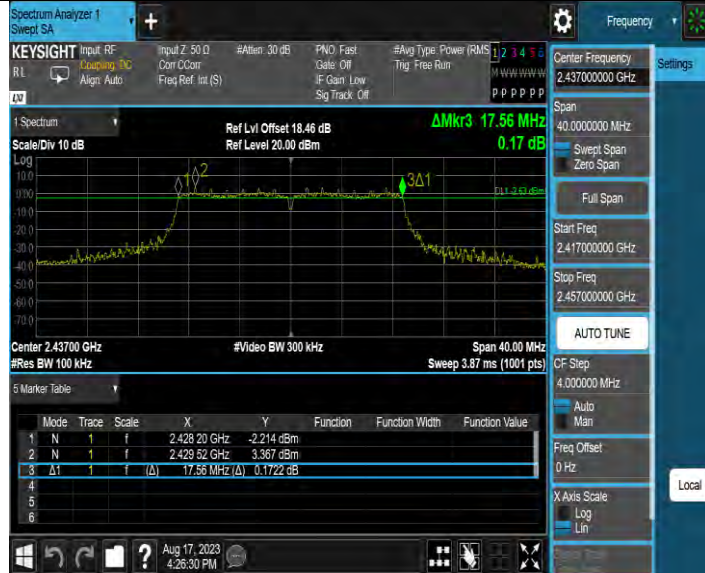 Spectrum Analyzer 1
Swept SA
+
Frequency
KEYSIGHT
RL
LXI
Input: RF
Coupling: DC
Align: Auto
Input Z: 50 Ω
Corr CCorr
Freq Ref: Int (S)
#Atten: 30 dB
PNO: Fast
Gate: Off
IF Gain: Low
Sig Track: Off
#Avg Type: Power (RMS
Trig: Free Run
1 2 3 4 5 6
M W W W W W
P P P P P P
1 Spectrum
Scale/Div 10 dB
Ref Lvl Offset 18.46 dB
Ref Level 20.00 dBm
ΔMkr3 17.56 MHz
0.17 dB
Log
10.0
0.00
-10.0
-20.0
-30.0
-40.0
-50.0
-60.0
-70.0
1
2
3Δ1
DL1 -2.63 dBm
Center 2.43700 GHz
#Res BW 100 kHz
#Video BW 300 kHz
Span 40.00 MHz
Sweep 3.87 ms (1001 pts)
5 Marker Table
Mode Trace Scale X Y Function Function Width Function Value
1 N 1 f 2.428 20 GHz -2.214 dBm
2 N 1 f 2.429 52 GHz 3.367 dBm
3 Δ1 1 f (Δ) 17.56 MHz (Δ) 0.1722 dB
4
5
6
?
Aug 17, 2023
4:26:30 PM
Center Frequency
2.437000000 GHz
Settings
Span
40.0000000 MHz
Swept Span
Zero Span
Full Span
Start Freq
2.417000000 GHz
Stop Freq
2.457000000 GHz
AUTO TUNE
CF Step
4.000000 MHz
Auto
Man
Freq Offset
0 Hz
Local
X Axis Scale
Log
Lin